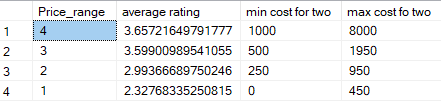 Price_range average rating min cost for two max cost fo two
1 4 3.65721649791777 1000 8000
2 3 3.59900989541055 500 1950
3 2 2.99366689750246 250 950
4 1 2.32768335250815 0 450